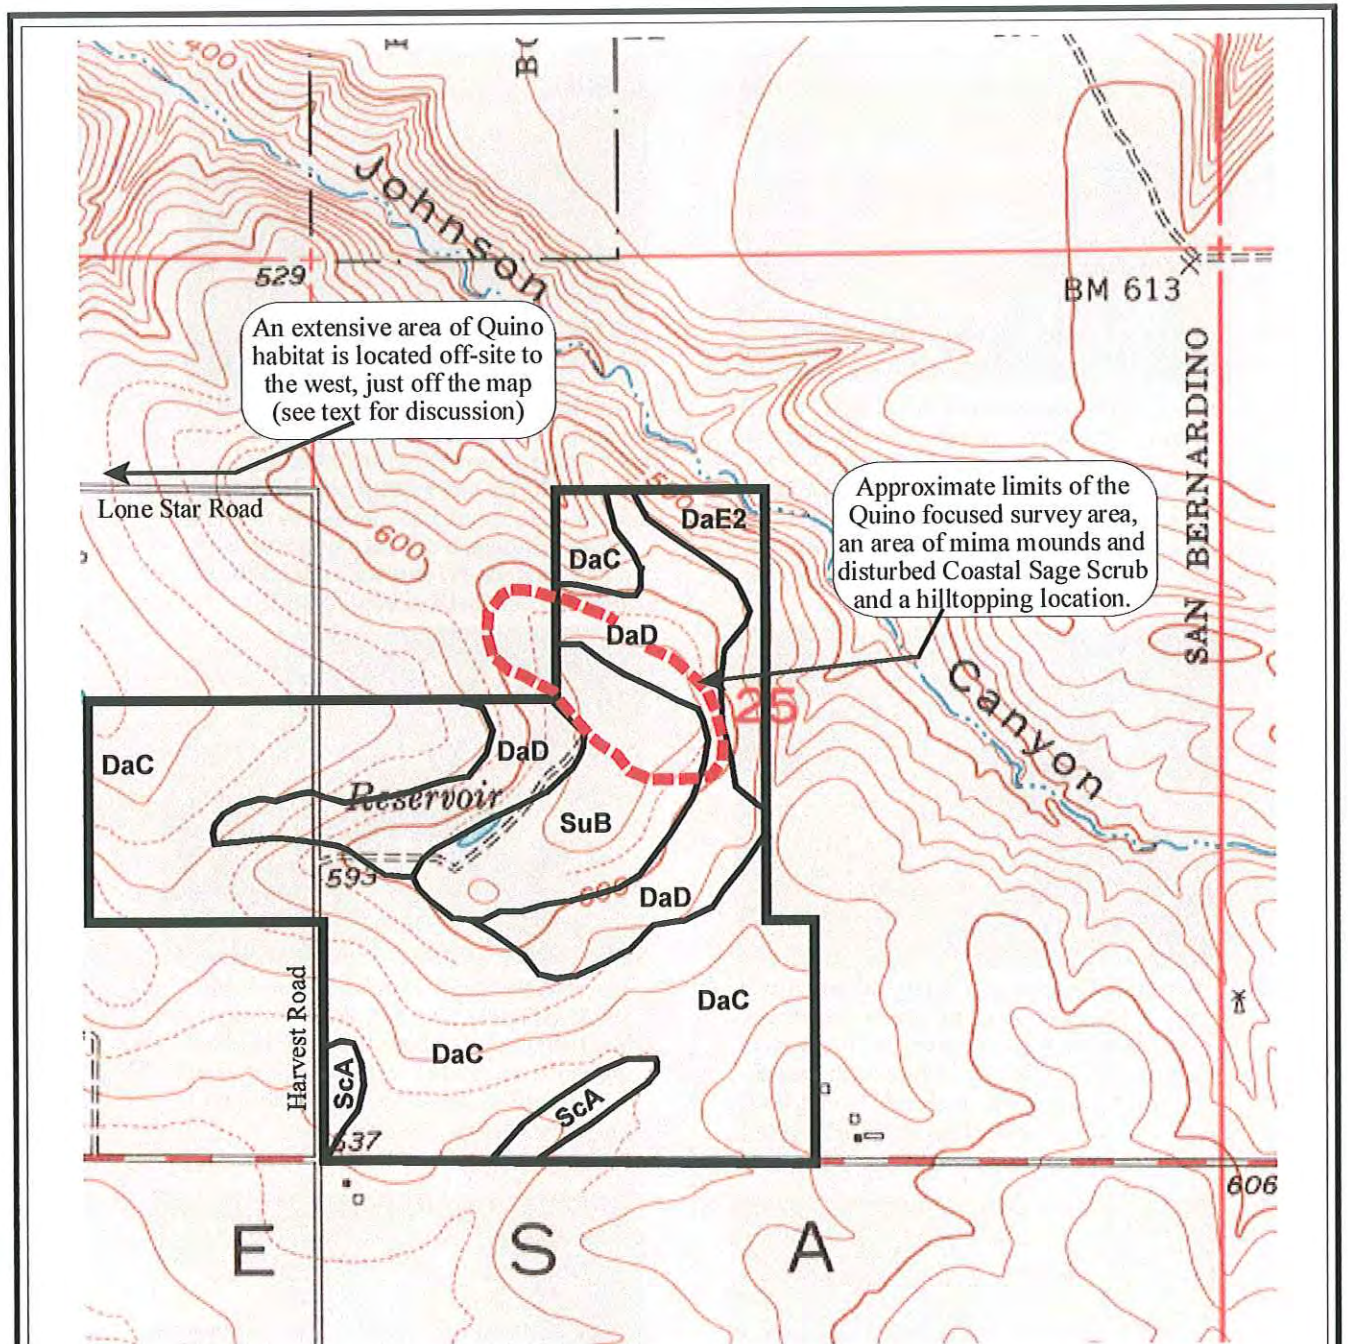 400
Johnson
529
BM 613
An extensive area of Quino
habitat is located off-site to
the west, just off the map
(see text for discussion)
SAN BERNARDINO
Lone Star Road
500
DaE2
Approximate limits of the
Quino focused survey area,
an area of mima mounds and
disturbed Coastal Sage Scrub
and a hilltopping location.
600
DaC
DaD
Canyon
25
DaC
DaD
Reservoir
SuB
593
600
DaD
Harvest Road
DaC
DaC
ScA
ScA
637
606
E S A